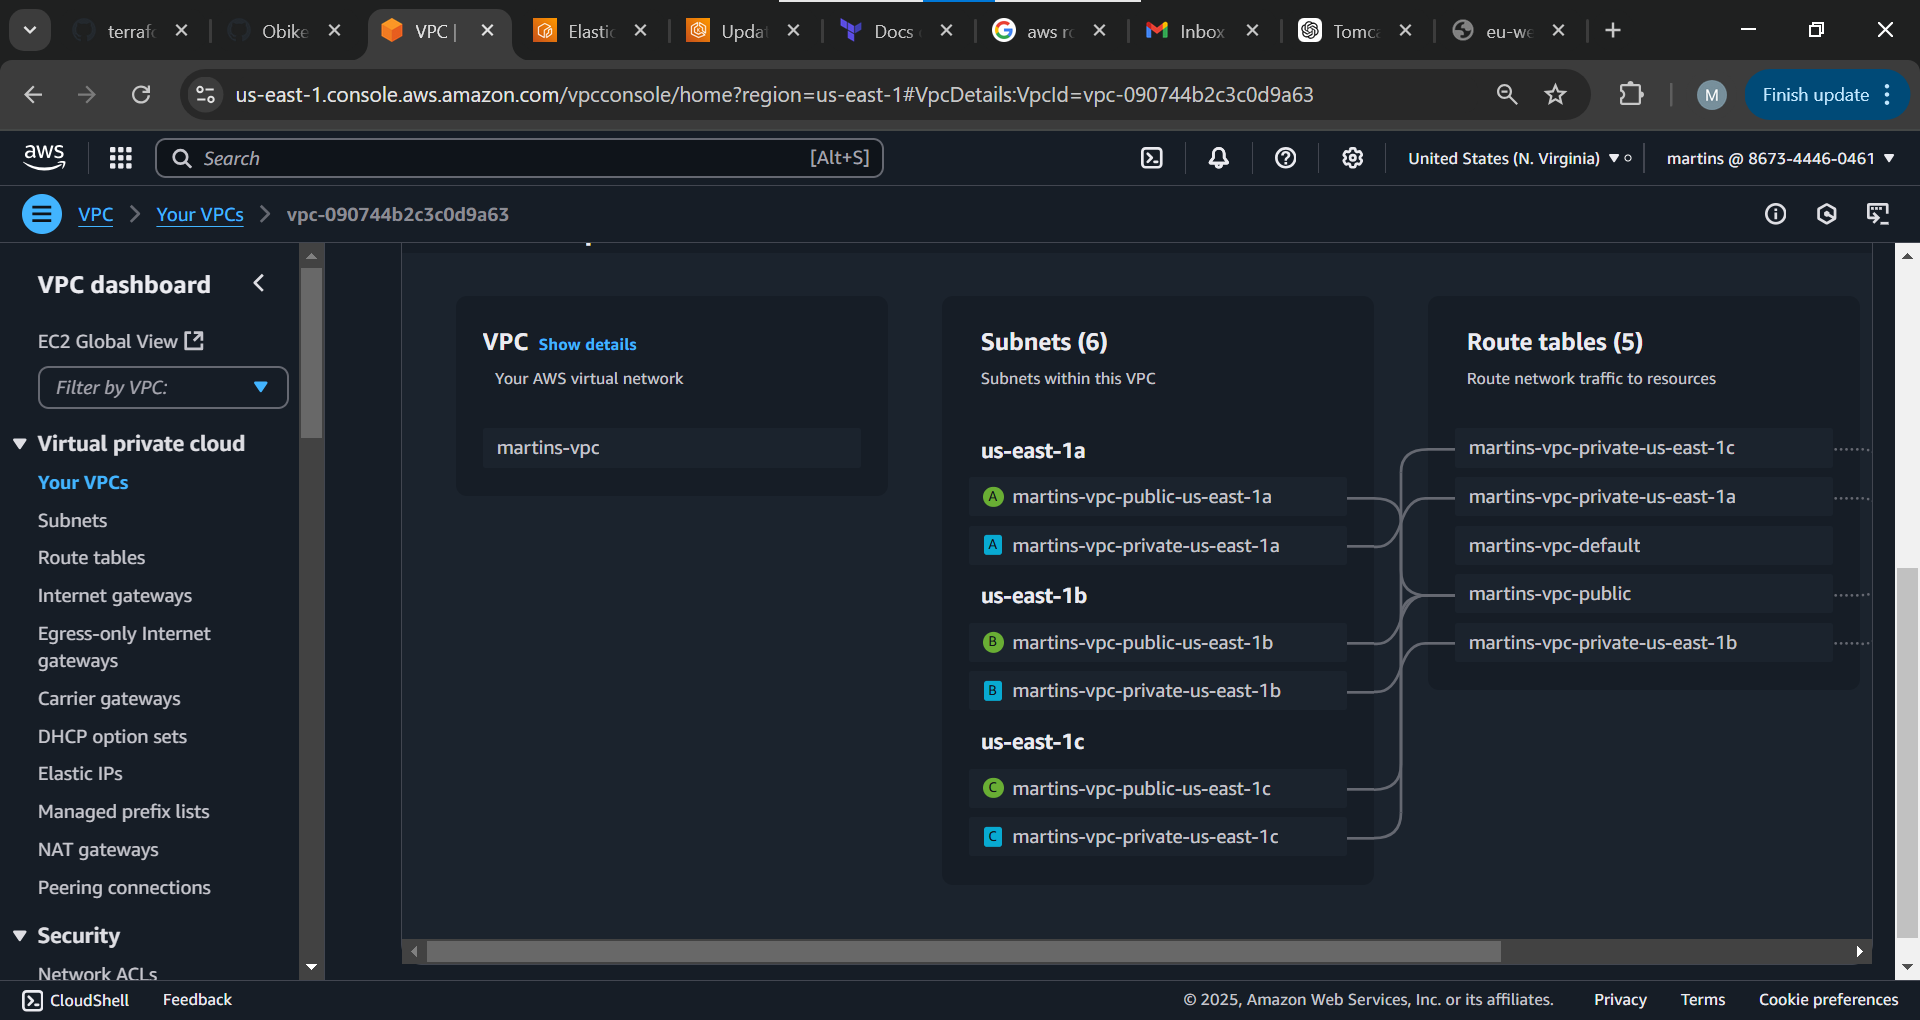 terrafo
Obike
VPC |
Elastic
Updat
Docs
aws ro
Inbox
Tomca
eu-we
us-east-1.console.aws.amazon.com/vpcconsole/home?region=us-east-1#VpcDetails:VpcId=vpc-090744b2c3c0d9a63
M
Finish update
aws
Search
[Alt+S]
United States (N. Virginia)
martins @ 8673-4446-0461
VPC
Your VPCs
vpc-090744b2c3c0d9a63
VPC dashboard
EC2 Global View
Filter by VPC:
Virtual private cloud
Your VPCs
Subnets
Route tables
Internet gateways
Egress-only Internet
gateways
Carrier gateways
DHCP option sets
Elastic IPs
Managed prefix lists
NAT gateways
Peering connections
Security
Network ACLs
VPC Show details
Your AWS virtual network
martins-vpc
Subnets (6)
Subnets within this VPC
us-east-1a
A martins-vpc-public-us-east-1a
A martins-vpc-private-us-east-1a
us-east-1b
B martins-vpc-public-us-east-1b
B martins-vpc-private-us-east-1b
us-east-1c
C martins-vpc-public-us-east-1c
C martins-vpc-private-us-east-1c
Route tables (5)
Route network traffic to resources
martins-vpc-private-us-east-1c
martins-vpc-private-us-east-1a
martins-vpc-default
martins-vpc-public
martins-vpc-private-us-east-1b
CloudShell
Feedback
© 2025, Amazon Web Services, Inc. or its affiliates.
Privacy
Terms
Cookie preferences